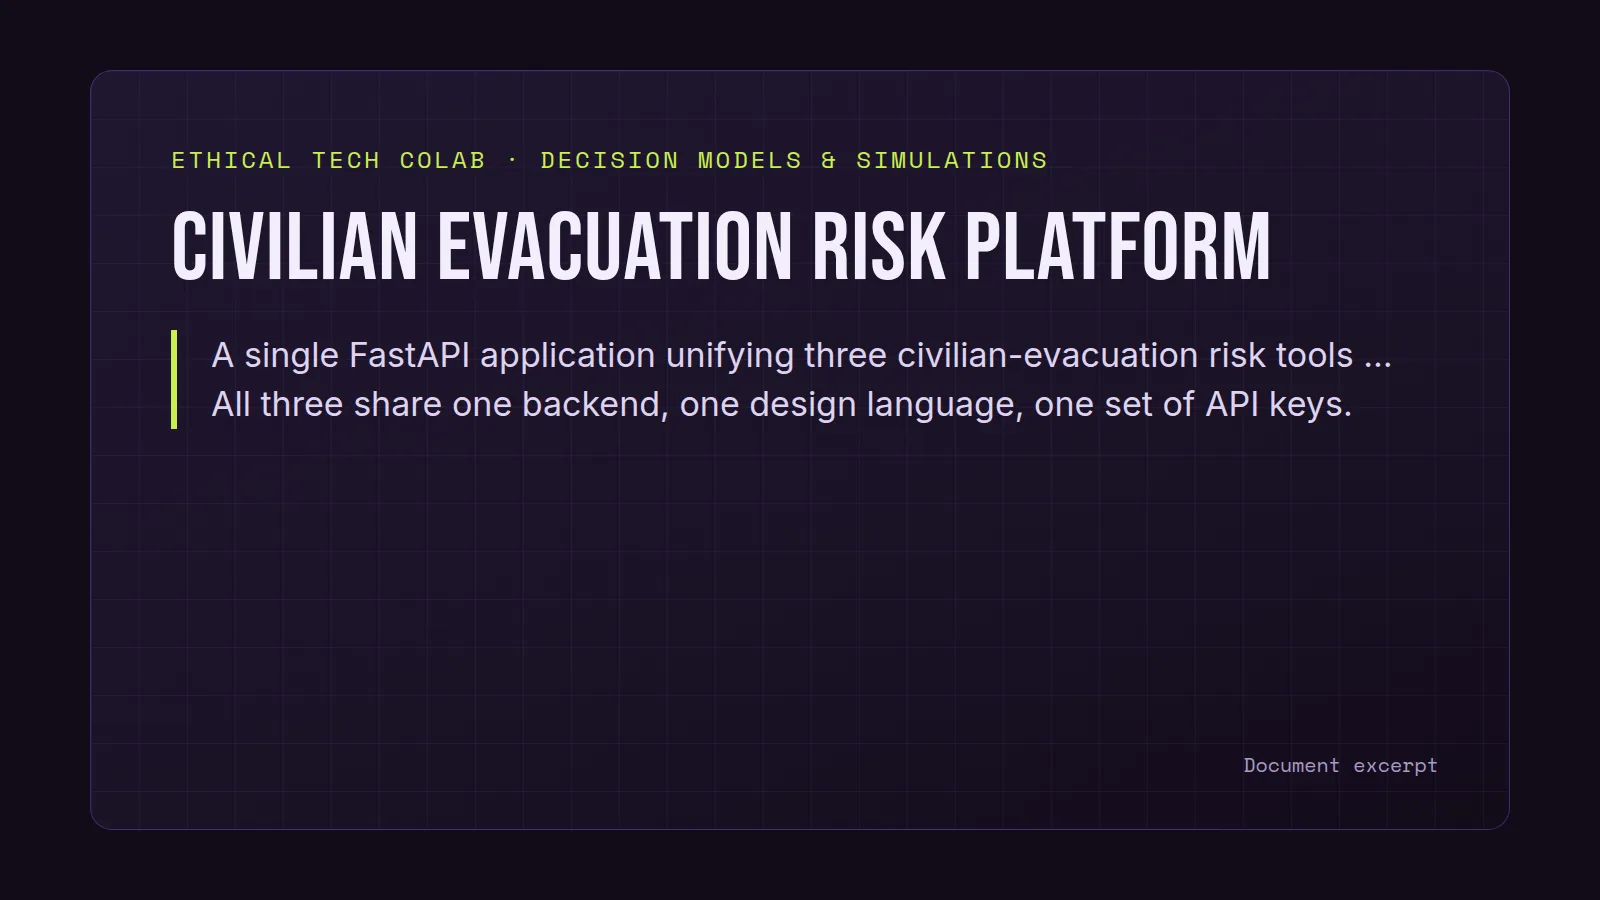 ETHICAL TECH COLAB · DECISION MODELS & SIMULATIONS
CIVILIAN EVACUATION RISK PLATFORM
A single FastAPI application unifying three civilian-evacuation risk tools ...
All three share one backend, one design language, one set of API keys.
Document excerpt